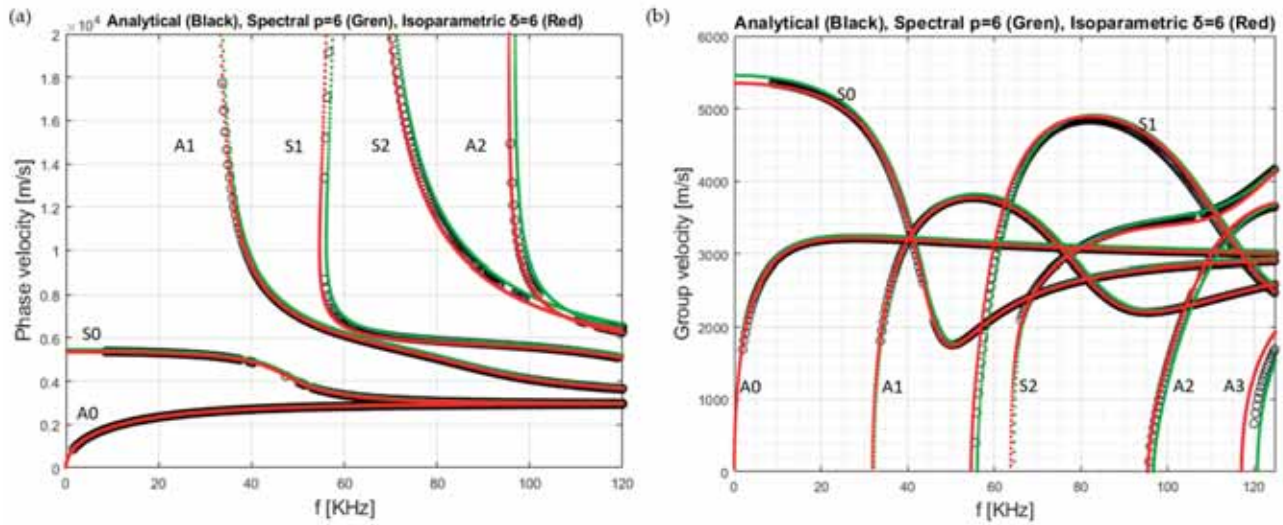 (a)
Analytical (Black), Spectral p=6 (Gren), Isoparametric δ=6 (Red)
× 10⁴
2
1.8
1.6
1.4
1.2
1
0.8
0.6
0.4
0.2
0
Phase velocity [m/s]
A1
S1
S2
A2
S0
A0
0 20 40 60 80 100 120
f [KHz]
(b)
Analytical (Black), Spectral p=6 (Gren), Isoparametric δ=6 (Red)
6000
5000
4000
3000
2000
1000
0
Group velocity [m/s]
S0
S1
A0
A1
S2
A2
A3
0 20 40 60 80 100 120
f [KHz]